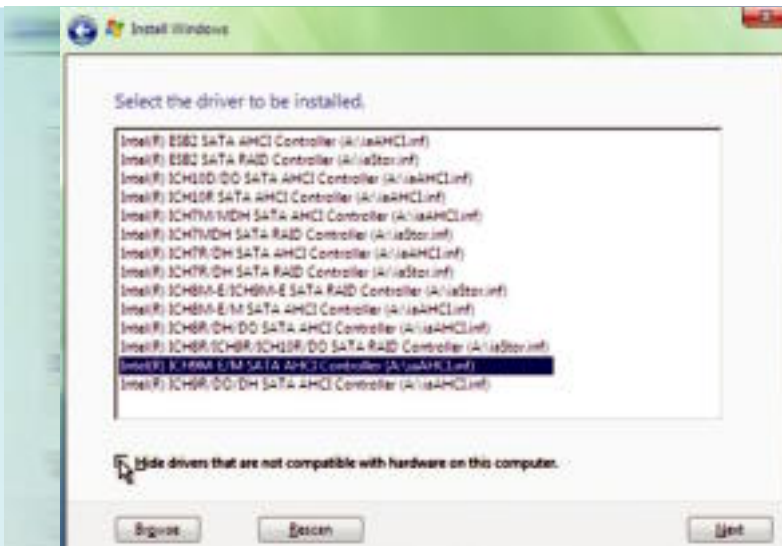 Install Windows
Select the driver to be installed.
Intel(R) ESB2 SATA AHCI Controller (A:\iaAHCI.inf)
Intel(R) ESB2 SATA RAID Controller (A:\iaStor.inf)
Intel(R) ICH10D/DO SATA AHCI Controller (A:\iaAHCI.inf)
Intel(R) ICH10R SATA AHCI Controller (A:\iaAHCI.inf)
Intel(R) ICH7M/MDH SATA AHCI Controller (A:\iaAHCI.inf)
Intel(R) ICH7MDH SATA RAID Controller (A:\iaStor.inf)
Intel(R) ICH7R/DH SATA AHCI Controller (A:\iaAHCI.inf)
Intel(R) ICH7R/DH SATA RAID Controller (A:\iaStor.inf)
Intel(R) ICH8M-E/ICH9M-E SATA RAID Controller (A:\iaStor.inf)
Intel(R) ICH8M-E/M SATA AHCI Controller (A:\iaAHCI.inf)
Intel(R) ICH8R/DH/DO SATA AHCI Controller (A:\iaAHCI.inf)
Intel(R) ICH8R/ICH9R/ICH10R/DO SATA RAID Controller (A:\iaStor.inf)
Intel(R) ICH9M-E/M SATA AHCI Controller (A:\iaAHCI.inf)
Intel(R) ICH9R/DO/DH SATA AHCI Controller (A:\iaAHCI.inf)
Hide drivers that are not compatible with hardware on this computer.
Browse Rescan Next